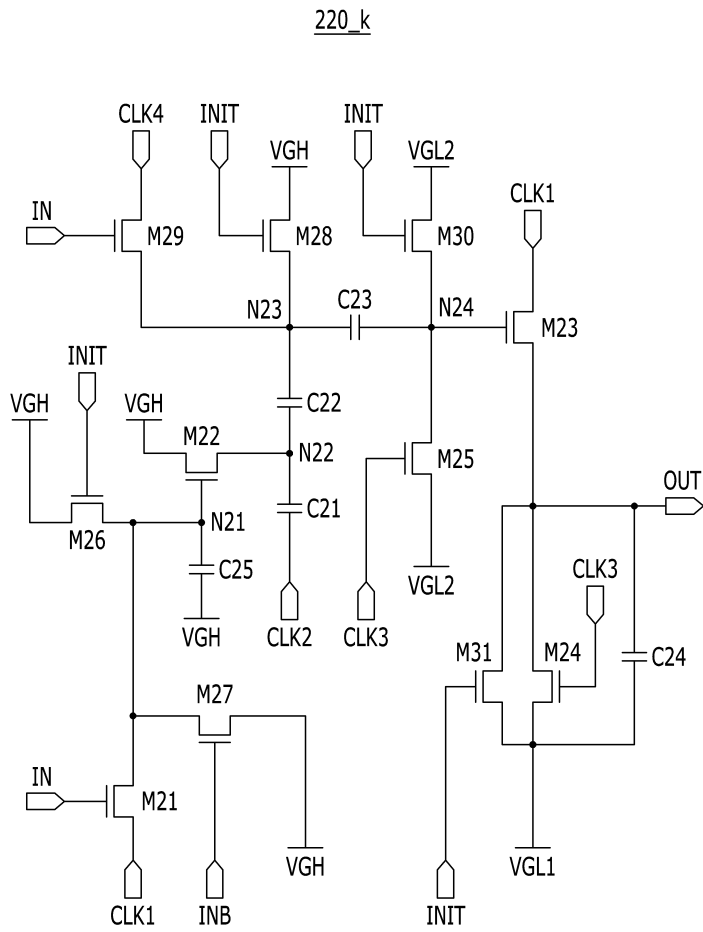 220_k
CLK4
INIT
INIT
VGH
VGL2
CLK1
IN
M29
M28
M30
N23
C23
N24
M23
INIT
VGH
VGH
C22
M22
N22
M25
OUT
N21
C21
M26
C25
VGL2
CLK3
VGH
CLK2
CLK3
M31
M24
C24
M27
IN
M21
VGH
VGL1
CLK1
INB
INIT